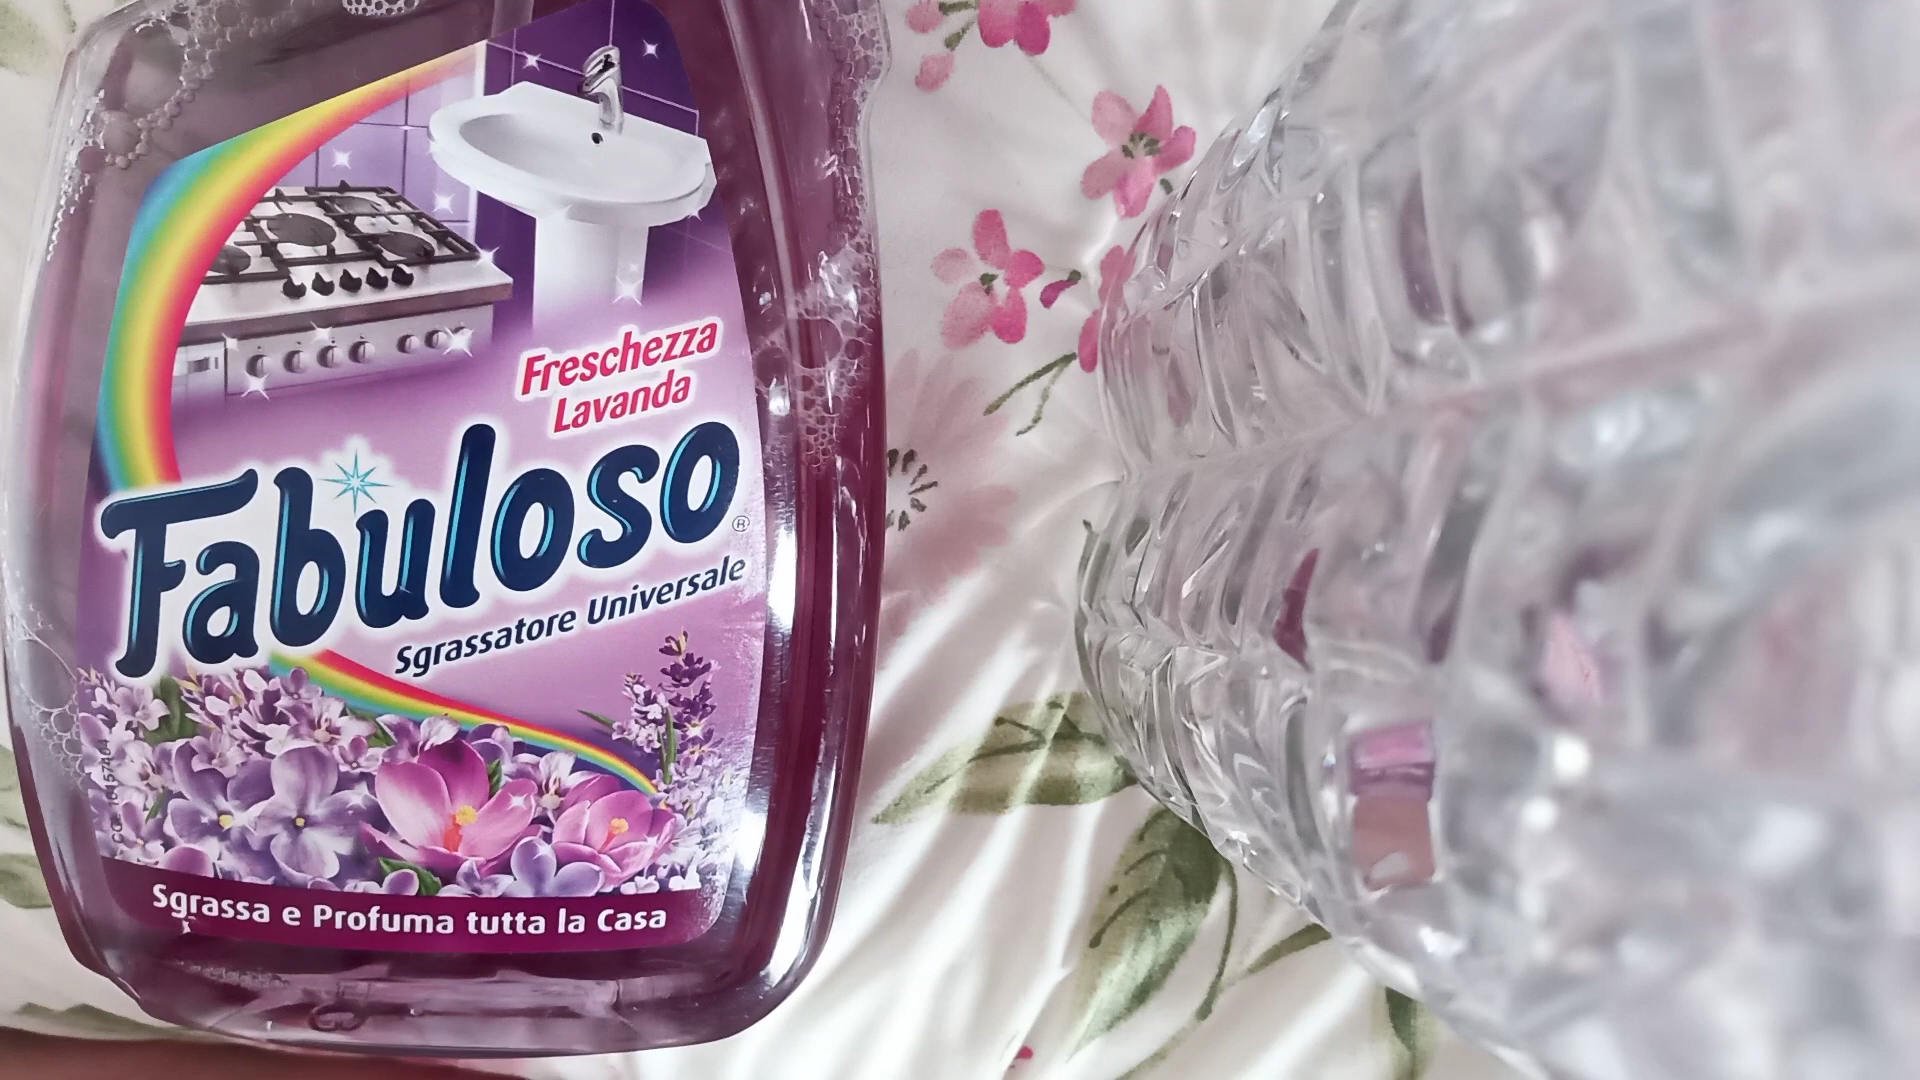 Freschezza
Lavanda
Fabuloso®
Sgrassatore Universale
Sgrassa e Profuma tutta la Casa